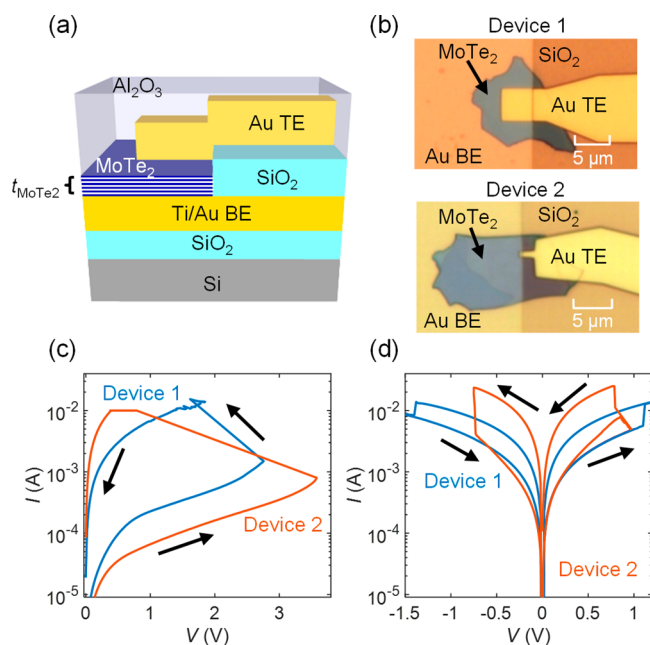 (a)
Al₂O₃
Au TE
MoTe₂
SiO₂
t_MoTe2 {
Ti/Au BE
SiO₂
Si
(b)
Device 1
MoTe₂
SiO₂
Au TE
Au BE
5 μm
Device 2
MoTe₂
SiO₂
Au TE
Au BE
5 μm
(c)
10⁻²
10⁻³
10⁻⁴
10⁻⁵
I (A)
Device 1
Device 2
0 1 2 3
V (V)
(d)
10⁻²
10⁻³
10⁻⁴
10⁻⁵
I (A)
Device 1
Device 2
-1.5 -1 -0.5 0 0.5 1
V (V)